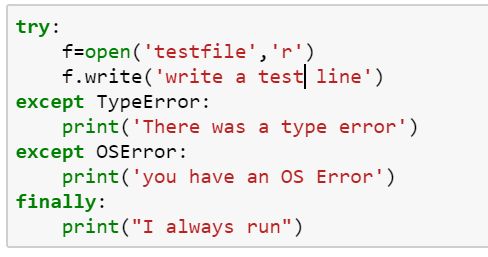 try:
    f=open('testfile','r')
    f.write('write a test line')
except TypeError:
    print('There was a type error')
except OSError:
    print('you have an OS Error')
finally:
    print("I always run")